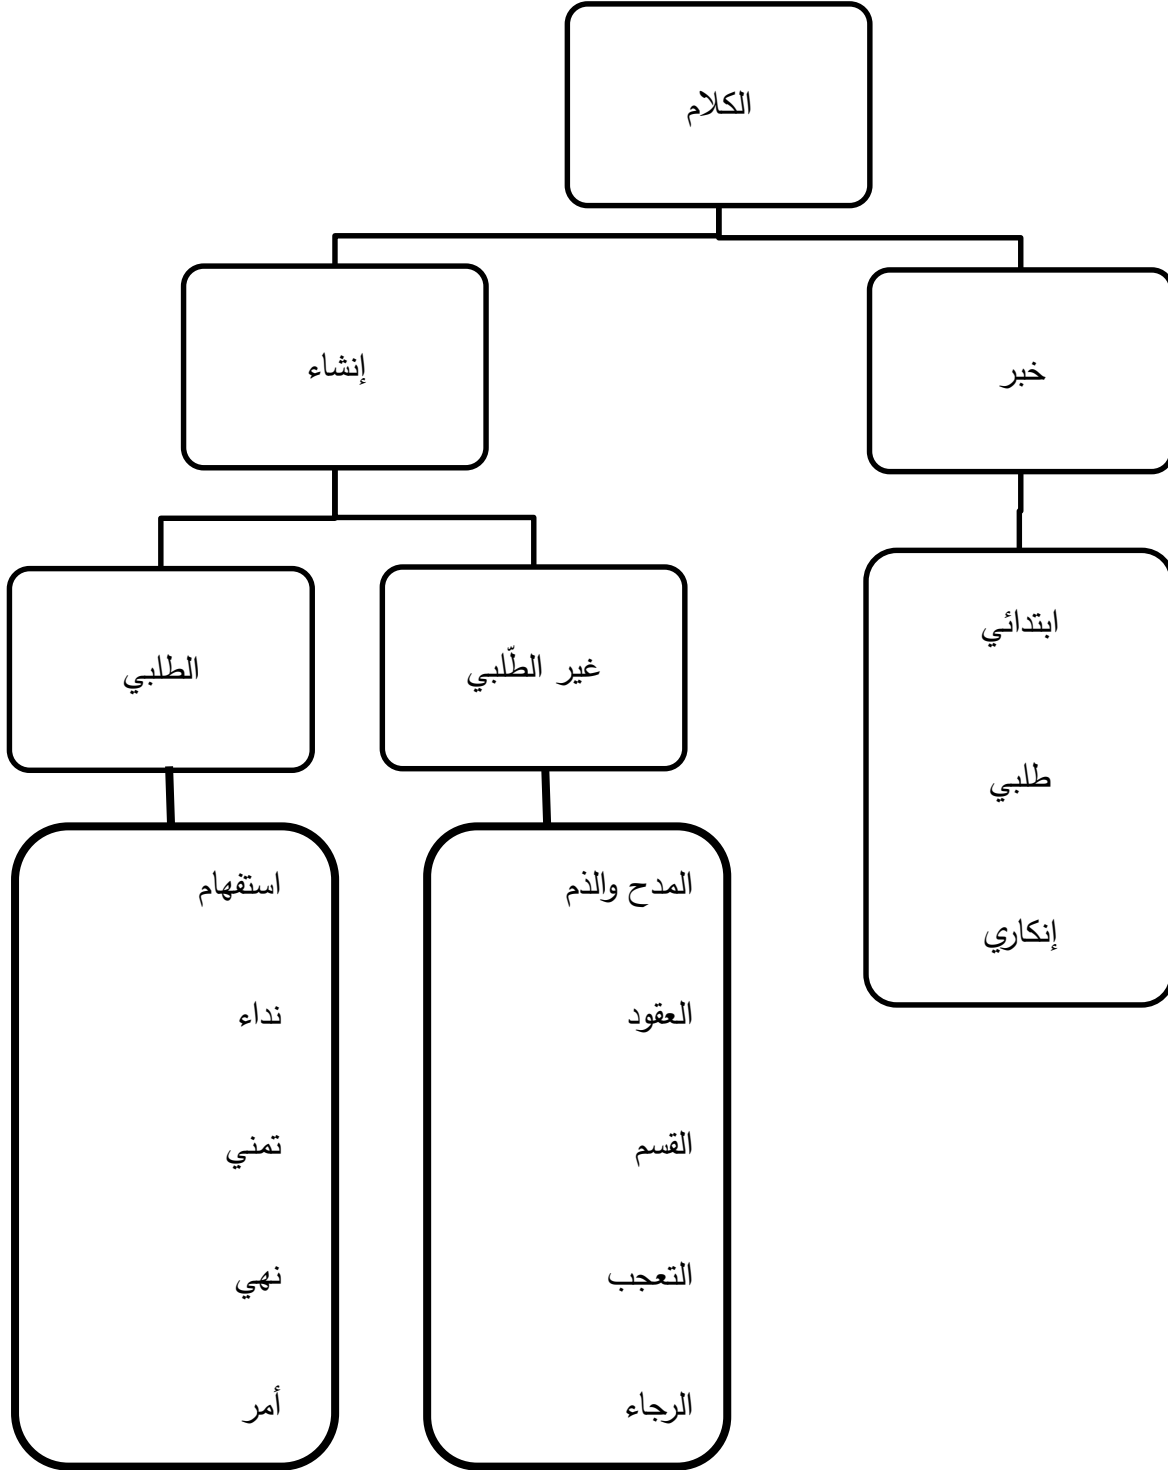 الكلام
خبر
إنشاء
ابتدائي
طلبي
إنكاري
غير الطّلبي
الطلبي
المدح والذم
العقود
القسم
التعجب
الرجاء
استفهام
نداء
تمني
نهي
أمر